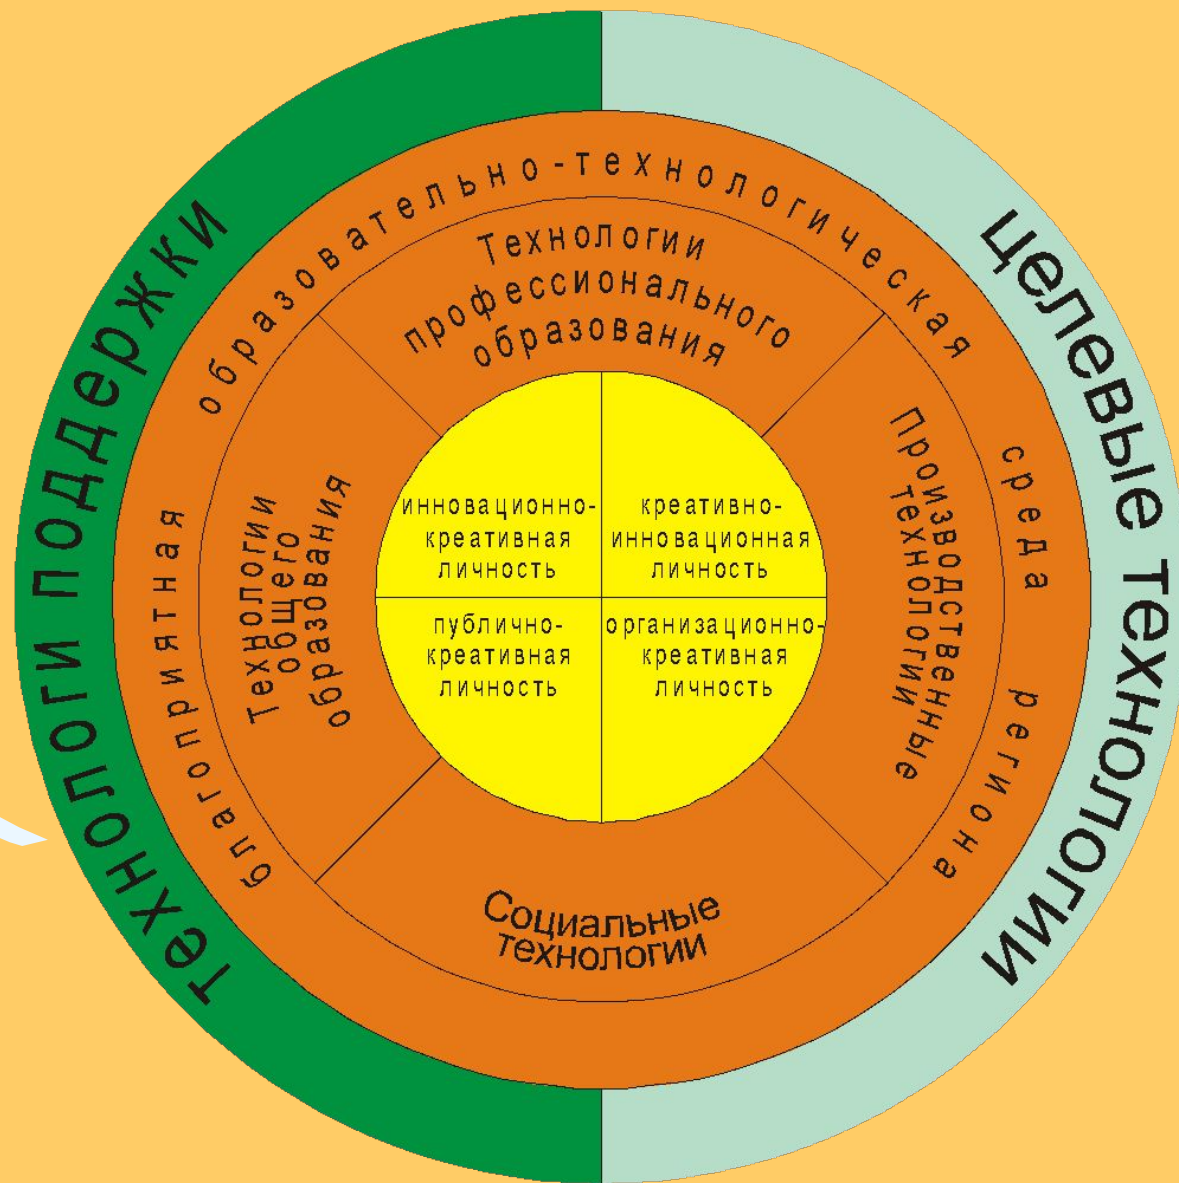 технологи поддержки
целевые технологии
благоприятная образовательно-технологическая среда региона
Технологии
профессионального
образования
Технологии
общего
образования
Производственные
технологии
Социальные
технологии
инновационно-
креативная
личность
креативно-
инновационная
личность
публично-
креативная
личность
организационно-
креативная
личность